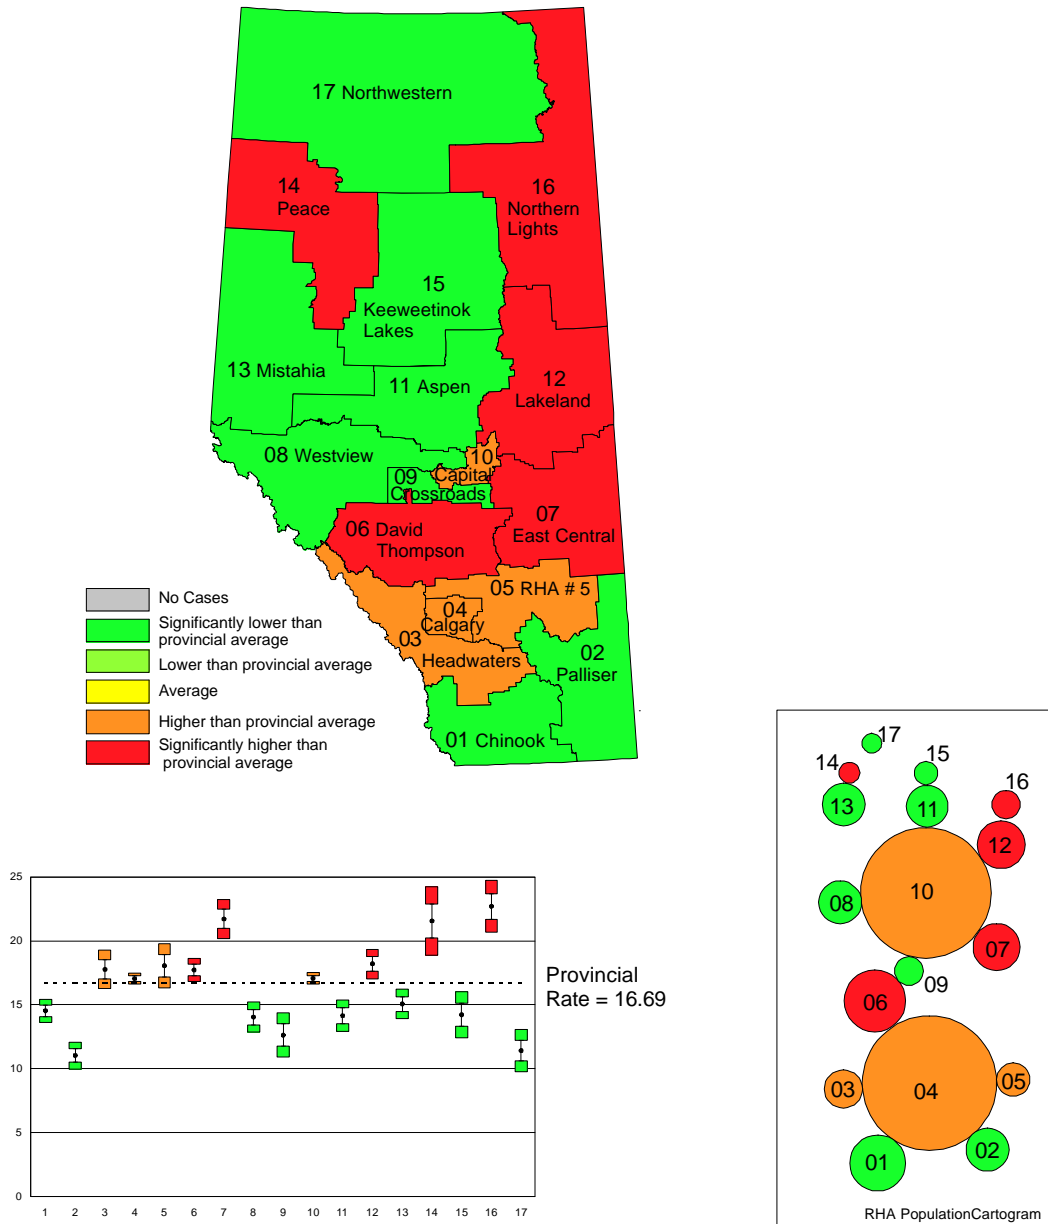 17 Northwestern
14
Peace
16
Northern
Lights
15
Keeweetinok
Lakes
13 Mistahia
11 Aspen
12
Lakeland
08 Westview
10
Capital
09
Crossroads
07
East Central
06 David
Thompson
05 RHA # 5
04
Calgary
03
Headwaters
02
Palliser
01 Chinook
No Cases
Significantly lower than
provincial average
Lower than provincial average
Average
Higher than provincial average
Significantly higher than
provincial average
25
20
15
10
5
0
1 2 3 4 5 6 7 8 9 10 11 12 13 14 15 16 17
Provincial
Rate = 16.69
17
14
15
16
13
11
12
10
08
07
09
06
03
04
05
01
02
RHA PopulationCartogram